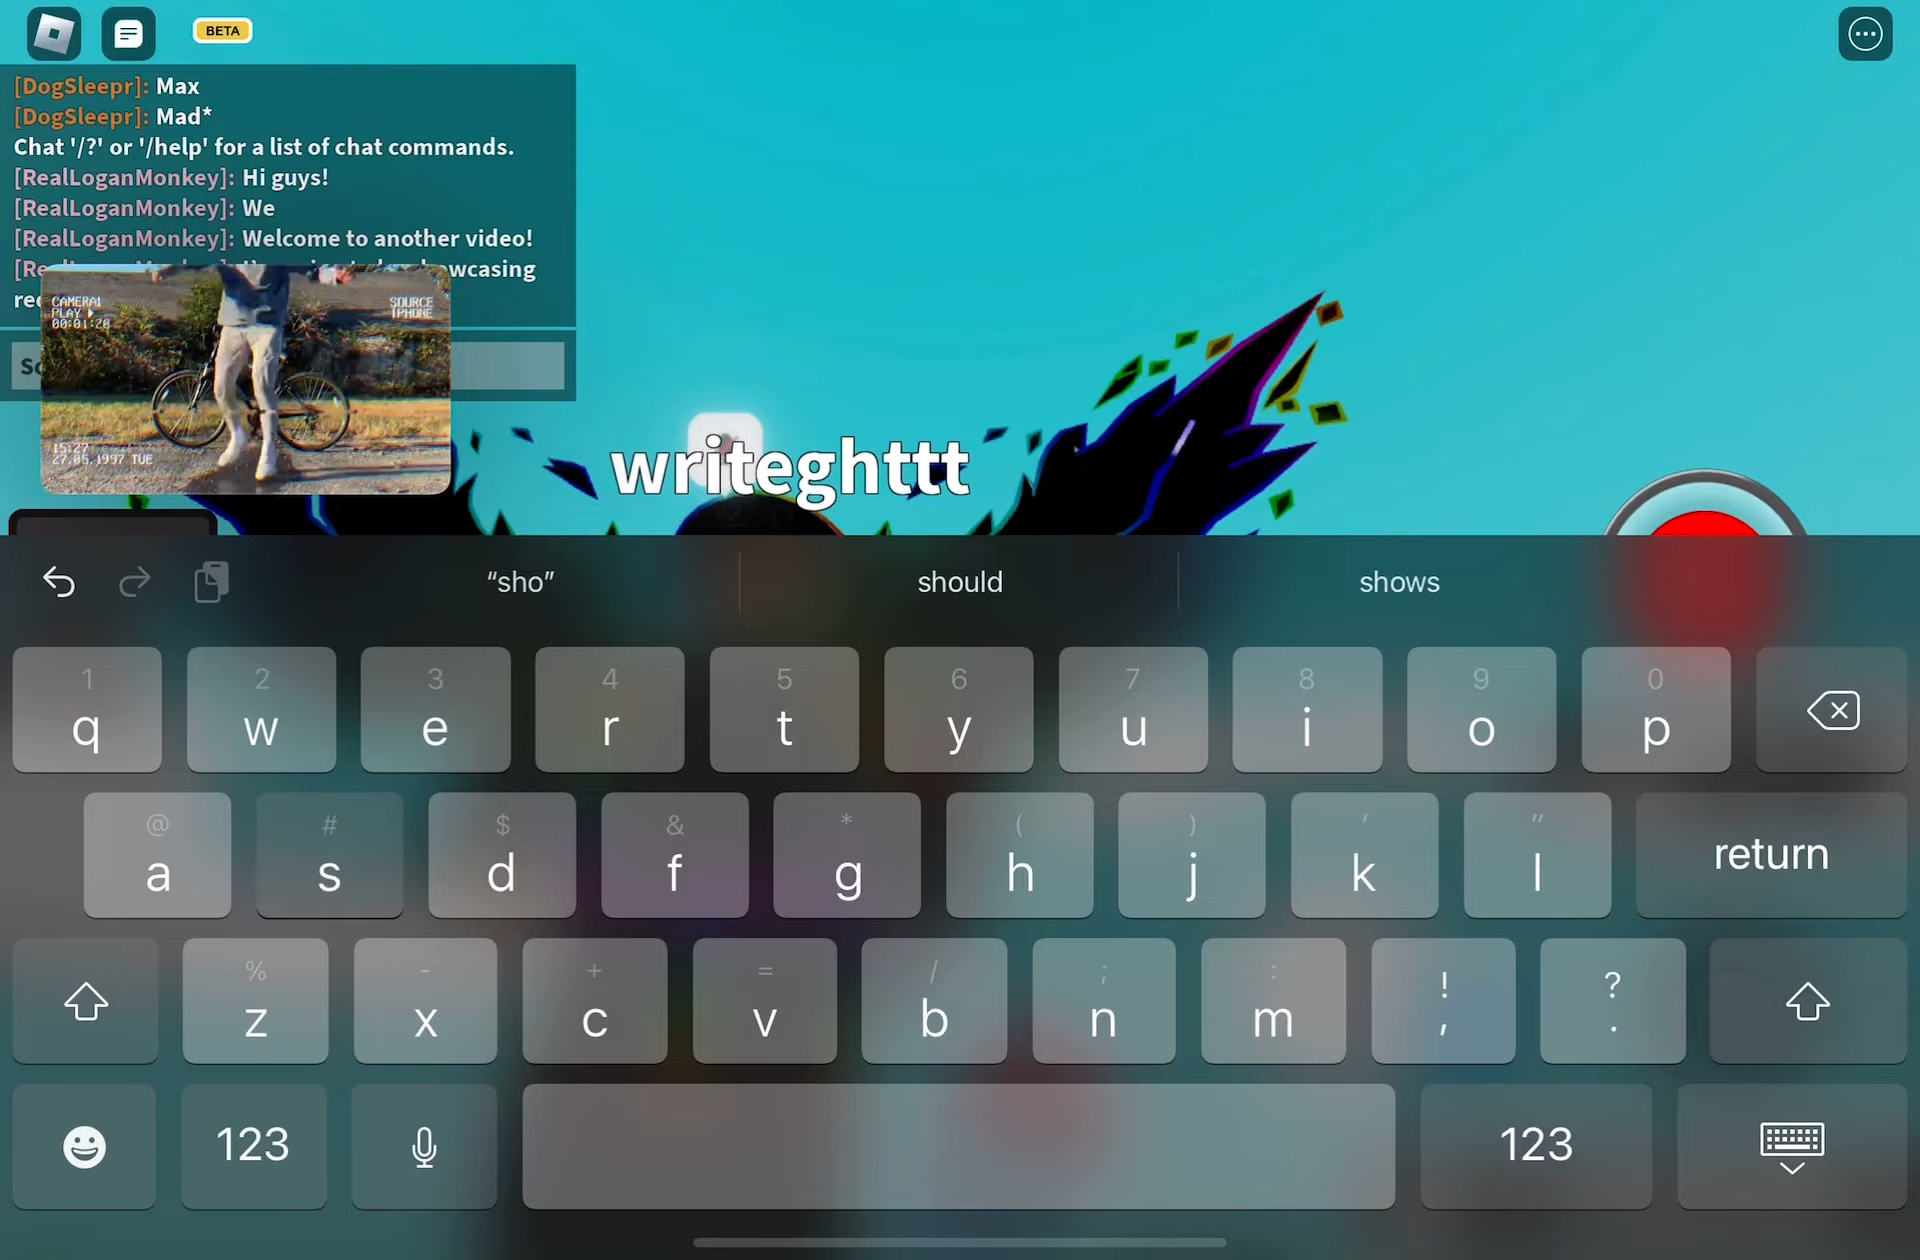 BETA
[DogSleepr]: Max
[DogSleepr]: Mad*
Chat '/?' or '/help' for a list of chat commands.
[RealLoganMonkey]: Hi guys!
[RealLoganMonkey]: We
[RealLoganMonkey]: Welcome to another video!
CAMERA1
PLAY
00:01:28
SOURCE
IPHONE
15:27
27.05.1997 TUE
writeghttt
“sho” should shows
1 2 3 4 5 6 7 8 9 0
q w e r t y u i o p
@ # $ & * ( ) ' "
a s d f g h j k l return
% - + = / ; : ! ?
z x c v b n m , .
123 123